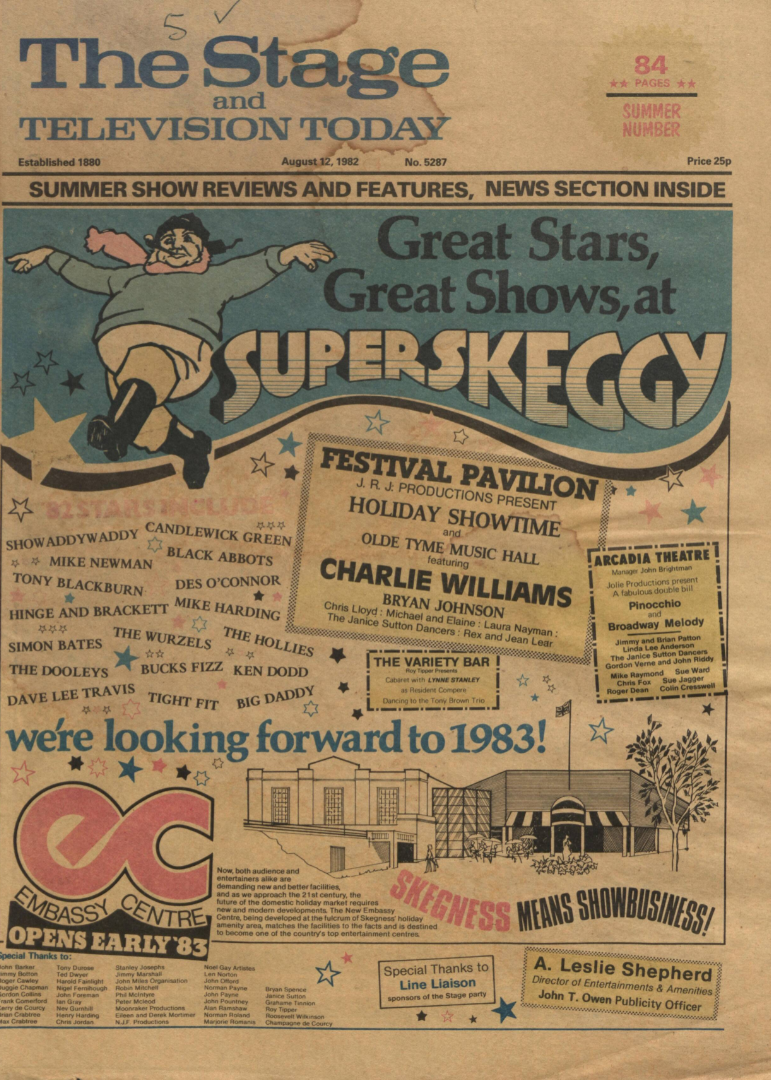 5
The Stage
and
TELEVISION TODAY
84
PAGES
SUMMER
NUMBER
Established 1880
August 12, 1982
No. 5287
Price 25p
SUMMER SHOW REVIEWS AND FEATURES, NEWS SECTION INSIDE
Great Stars,
Great Shows, at
SUPERSKEGGY
82 STARS INCLUDE
SHOWADDYWADDY CANDLEWICK GREEN
MIKE NEWMAN BLACK ABBOTS
TONY BLACKBURN DES O'CONNOR
HINGE AND BRACKETT MIKE HARDING
SIMON BATES THE WURZELS THE HOLLIES
THE DOOLEYS BUCKS FIZZ KEN DODD
DAVE LEE TRAVIS TIGHT FIT BIG DADDY
FESTIVAL PAVILION
J. R. J. PRODUCTIONS PRESENT
HOLIDAY SHOWTIME
and
OLDE TYME MUSIC HALL
featuring
CHARLIE WILLIAMS
BRYAN JOHNSON
Chris Lloyd : Michael and Elaine : Laura Nayman :
The Janice Sutton Dancers : Rex and Jean Lear
THE VARIETY BAR
Roy Tipper Presents
Cabaret with LYNNE STANLEY
as Resident Compere
Dancing to the Tony Brown Trio
ARCADIA THEATRE
Manager John Brightman
Jolie Productions present
A fabulous double bill
Pinocchio
and
Broadway Melody
Jimmy and Brian Patton
Linda Lee Anderson
The Janice Sutton Dancers
Gordon Verne and John Riddy
Mike Raymond Sue Ward
Chris Fox Sue Jagger
Roger Dean Colin Cresswell
we're looking forward to 1983!
ec
EMBASSY CENTRE
OPENS EARLY '83
Now, both audience and
entertainers alike are
demanding new and better facilities,
and as we approach the 21st century, the
future of the domestic holiday market requires
new and modern developments. The New Embassy
Centre, being developed at the fulcrum of Skegness' holiday
amenity area, matches the facilities to the facts and is destined
to become one of the country's top entertainment centres.
SKEGNESS MEANS SHOWBUSINESS!
Special Thanks to:
John Barker
Jimmy Botton
Roger Cawley
Reggie Chapman
Gordon Collins
Frank Comerford
Larry de County
Brian Crabtree
Max Crabtree
Tony Durose
Ted Dwyer
Harold Fainlight
Nigel Fernihough
John Foreman
Ian Gray
Nev Gunthill
Henry Harding
Chris Jordan
Stanley Josephs
Jimmy Marshall
John Miles Organisation
Robin Mitchell
Phil McIntyre
Peter McIeod
Moonraker Productions
Eileen and Derek Mortimer
N.J.F. Productions
Noel Gay Artistes
Len Norton
John Offord
Norman Payne
John Payne
John Pountney
Alan Ramshaw
Norman Roland
Marjorie Romanis
Bryan Spence
Janice Sutton
Grahame Tennion
Roy Tipper
Roosevelt Wilkinson
Champagne de Courcy
Special Thanks to
Line Liaison
sponsors of the Stage party
A. Leslie Shepherd
Director of Entertainments & Amenities
John T. Owen Publicity Officer